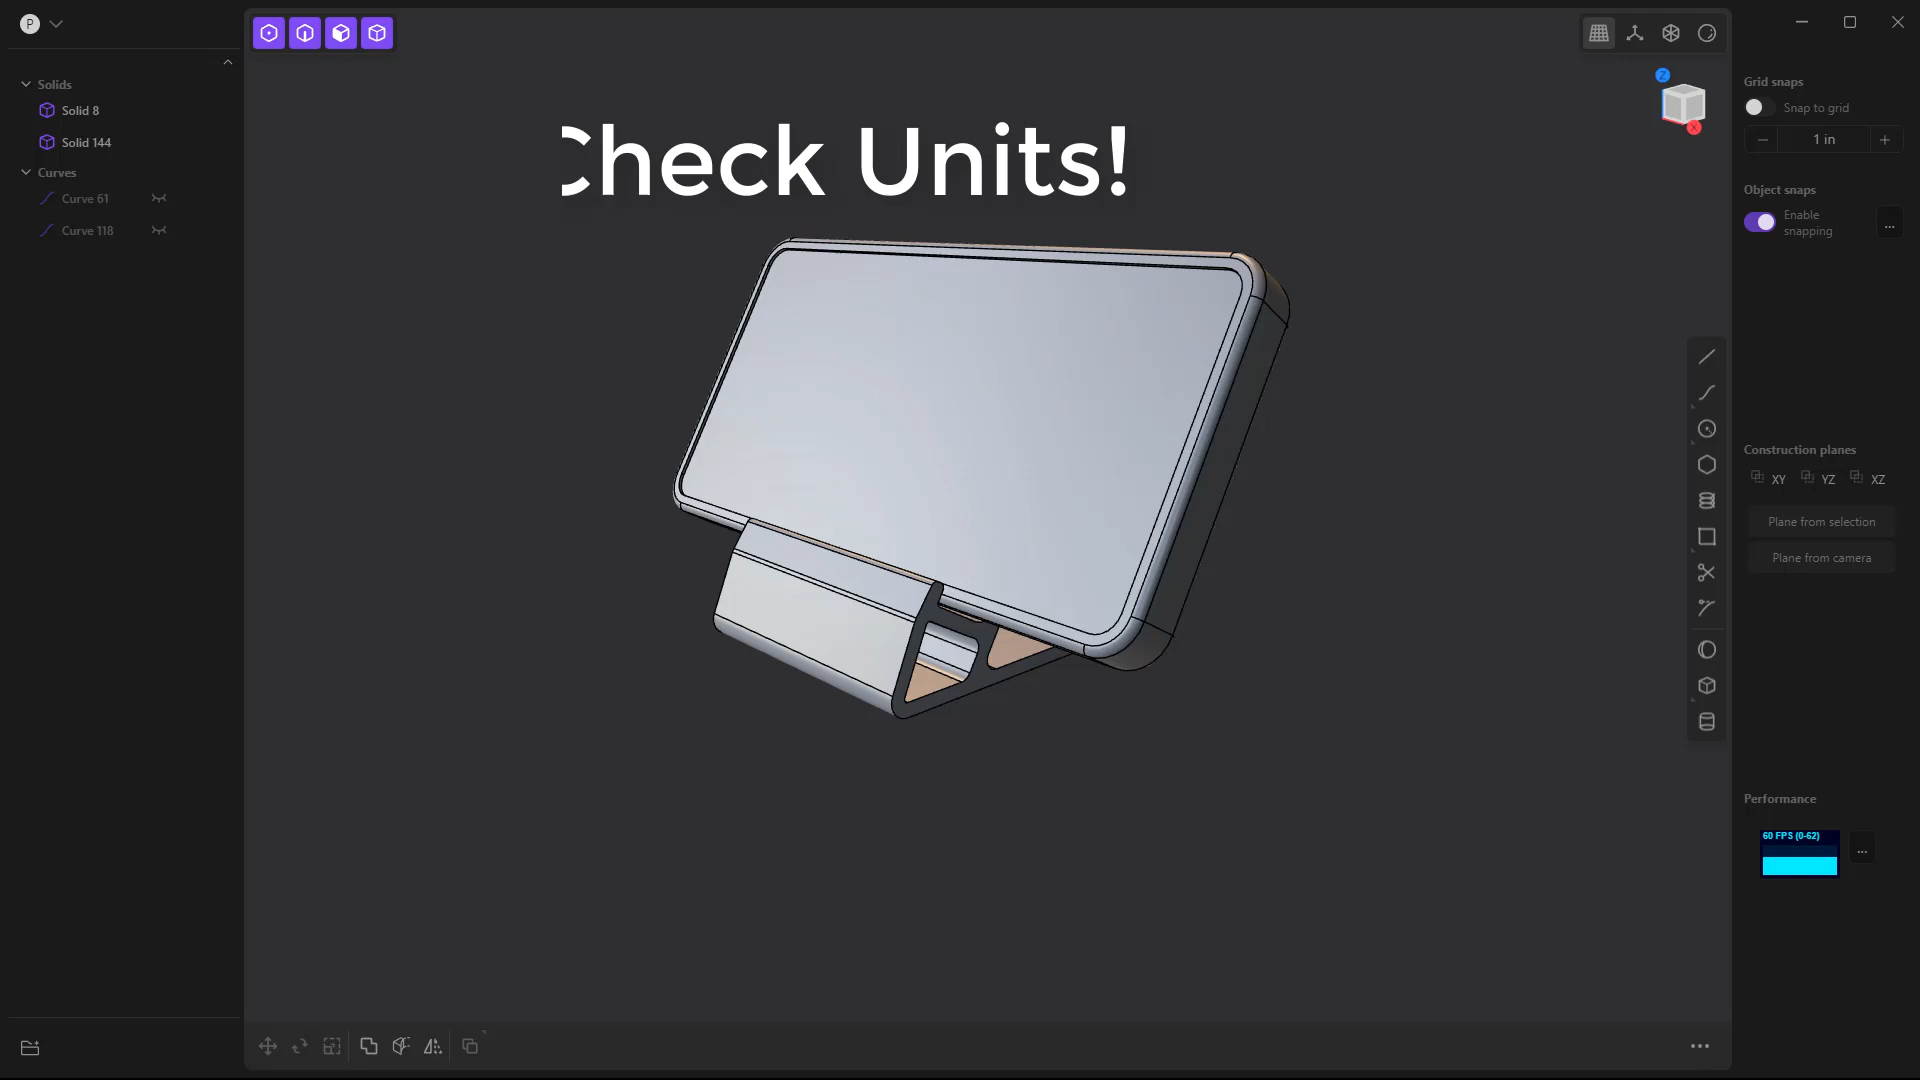 P
Solids
Solid 8
Solid 144
Curves
Curve 61
Curve 118
Check Units!
Z
X
Grid snaps
Snap to grid
1 in
Object snaps
Enable
snapping
...
Construction planes
XY YZ XZ
Plane from selection
Plane from camera
Performance
60 FPS (0-62)
...